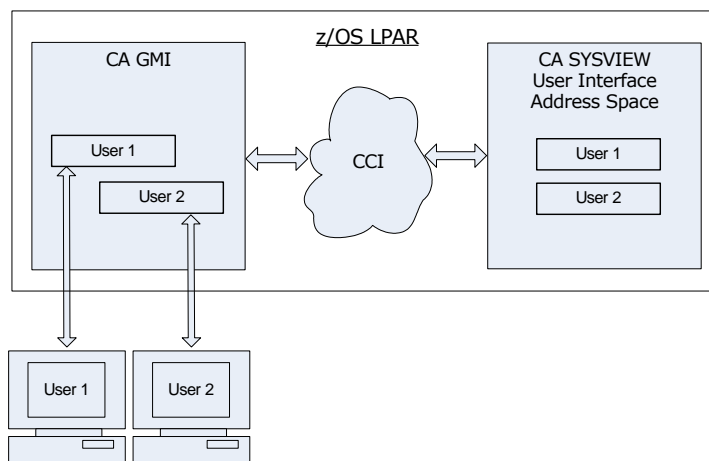 z/OS LPAR
CA GMI
User 1
User 2
CCI
CA SYSVIEW
User Interface
Address Space
User 1
User 2
User 1
User 2